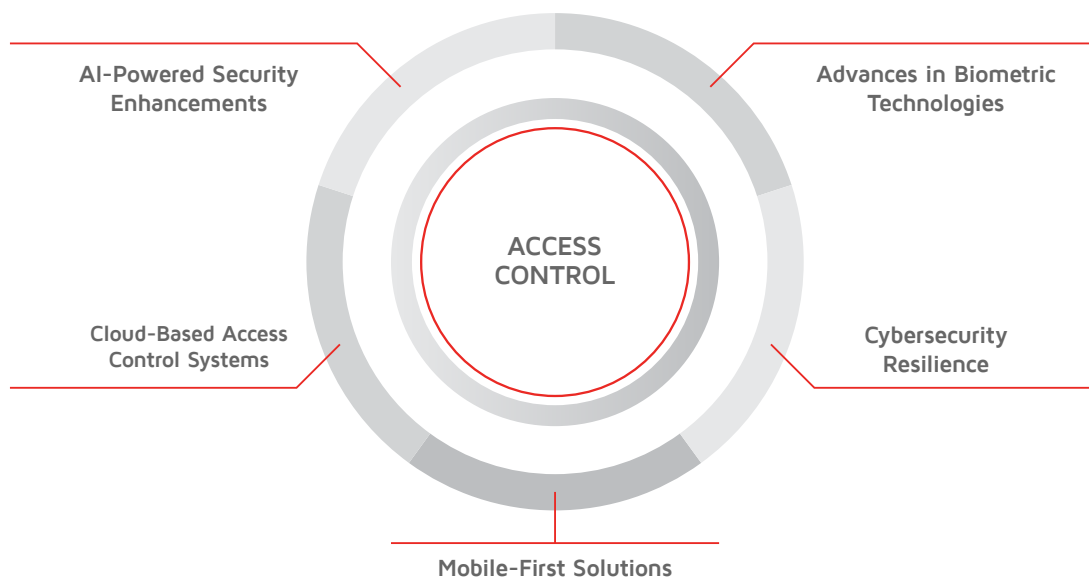 AI-Powered Security
Enhancements
Advances in Biometric
Technologies
ACCESS
CONTROL
Cloud-Based Access
Control Systems
Cybersecurity
Resilience
Mobile-First Solutions